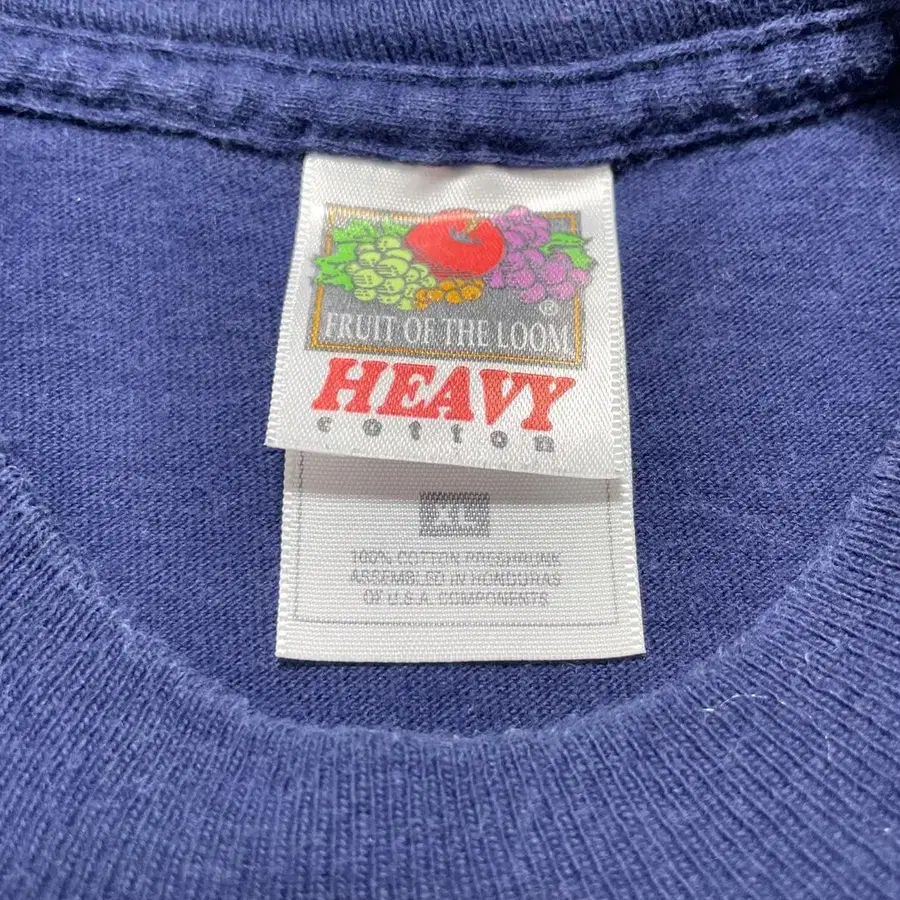 ®
FRUIT OF THE LOOM
HEAVY
cotton
XL
100% COTTON PRESHRUNK
ASSEMBLED IN HONDURAS
OF U.S.A. COMPONENTS